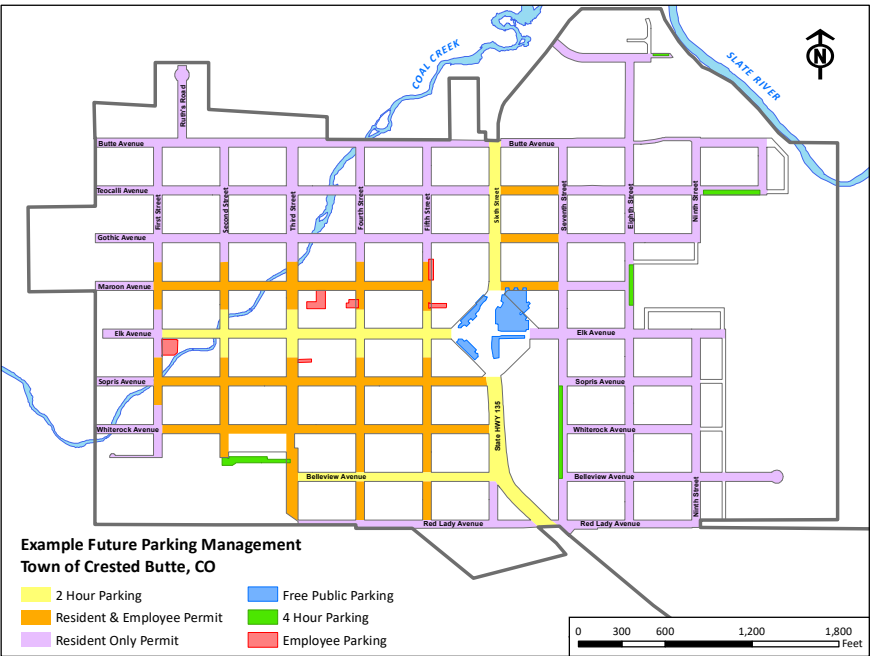 COAL CREEK
SLATE RIVER
N
Ruth's Road
Butte Avenue
Butte Avenue
Teocalli Avenue
First Street
Second Street
Third Street
Fourth Street
Fifth Street
Sixth Street
Seventh Street
Eighth Street
Ninth Street
Gothic Avenue
Maroon Avenue
Elk Avenue
Elk Avenue
Sopris Avenue
Sopris Avenue
Whiterock Avenue
State HWY 135
Whiterock Avenue
Belleview Avenue
Belleview Avenue
Ninth Street
Red Lady Avenue
Red Lady Avenue
Example Future Parking Management
Town of Crested Butte, CO
2 Hour Parking
Resident & Employee Permit
Resident Only Permit
Free Public Parking
4 Hour Parking
Employee Parking
0 300 600 1,200 1,800
Feet